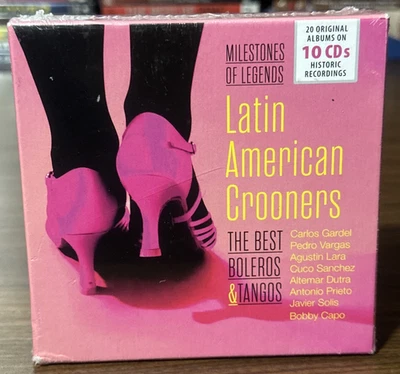 MILESTONES
OF LEGENDS
20 ORIGINAL
ALBUMS ON
10 CDs
HISTORIC
RECORDINGS
Latin
American
Crooners
THE BEST
BOLEROS
&TANGOS
Carlos Gardel
Pedro Vargas
Agustin Lara
Cuco Sanchez
Altemar Dutra
Antonio Prieto
Javier Solis
Bobby Capo